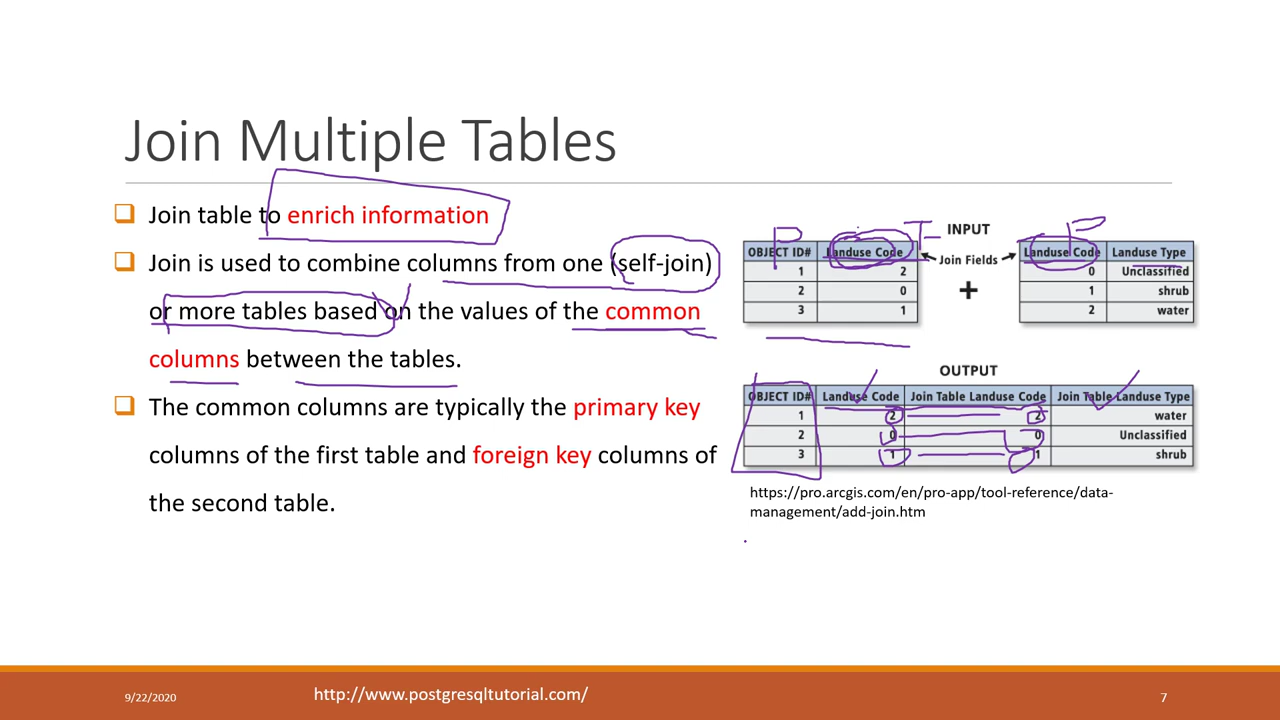 Join Multiple Tables
Join table to enrich information
Join is used to combine columns from one (self-join)
or more tables based on the values of the common
columns between the tables.
The common columns are typically the primary key
columns of the first table and foreign key columns of
the second table.
P F INPUT P
OBJECT ID# Landuse Code Join Fields Landuse Code Landuse Type
1 2 0 Unclassified
2 0 + 1 shrub
3 1 2 water
OUTPUT
OBJECT ID# Landuse Code Join Table Landuse Code Join Table Landuse Type
1 2 2 water
2 0 0 Unclassified
3 1 1 shrub
https://pro.arcgis.com/en/pro-app/tool-reference/data-
management/add-join.htm
9/22/2020 http://www.postgresqltutorial.com/ 7